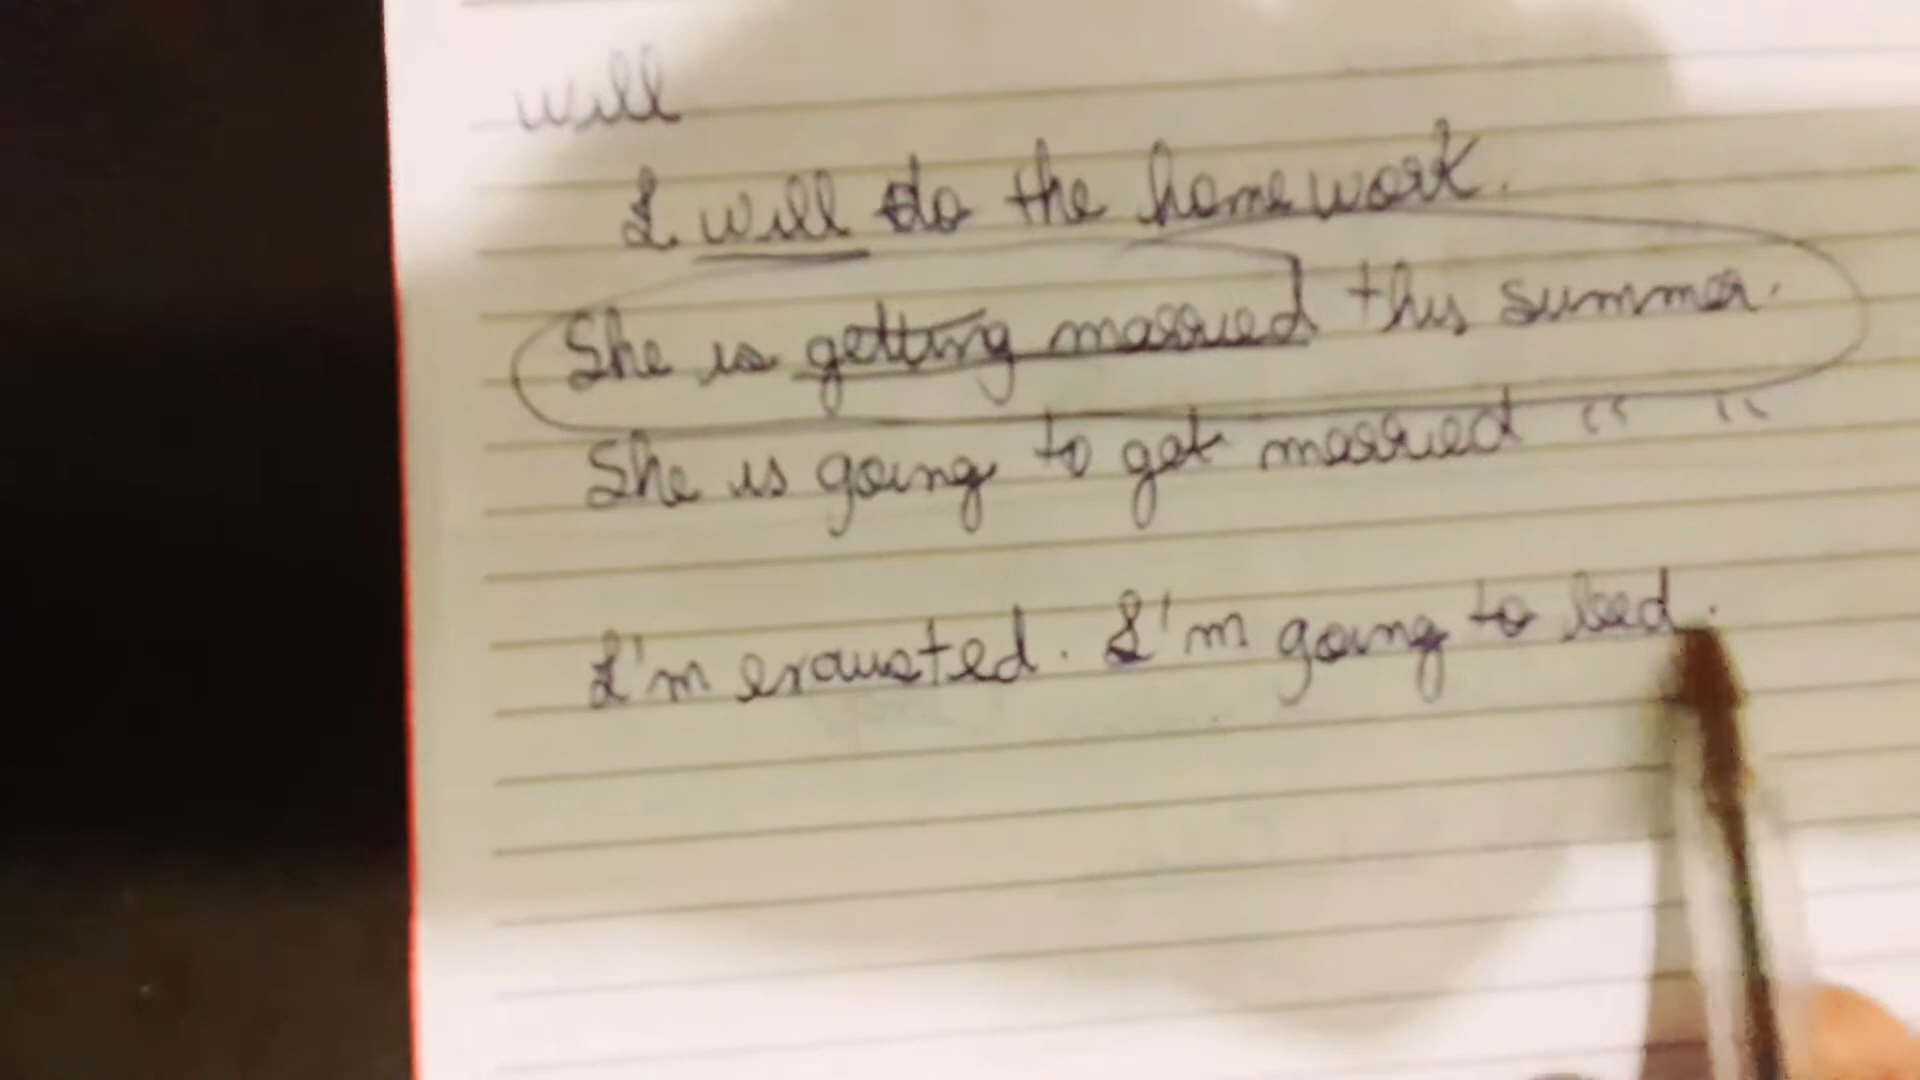 will
I will do the homework.
She is getting married this summer.
She is going to get married " "
I'm exausted. I'm going to bed.